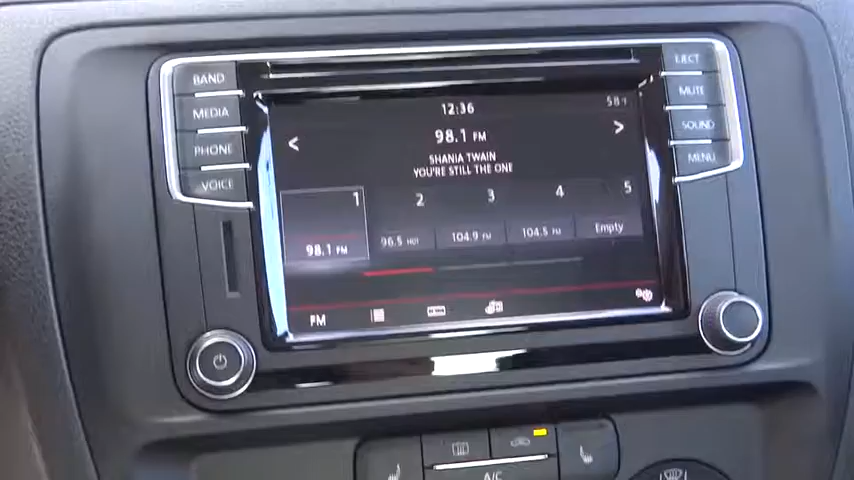 BAND
MEDIA
PHONE
VOICE
EJECT
MUTE
SOUND
MENU
12:36
98.1 FM
SHANIA TWAIN
YOU'RE STILL THE ONE
1 2 3 4 5
98.1 FM 96.5 104.9 FM 104.5 FM Empty
FM
A/C